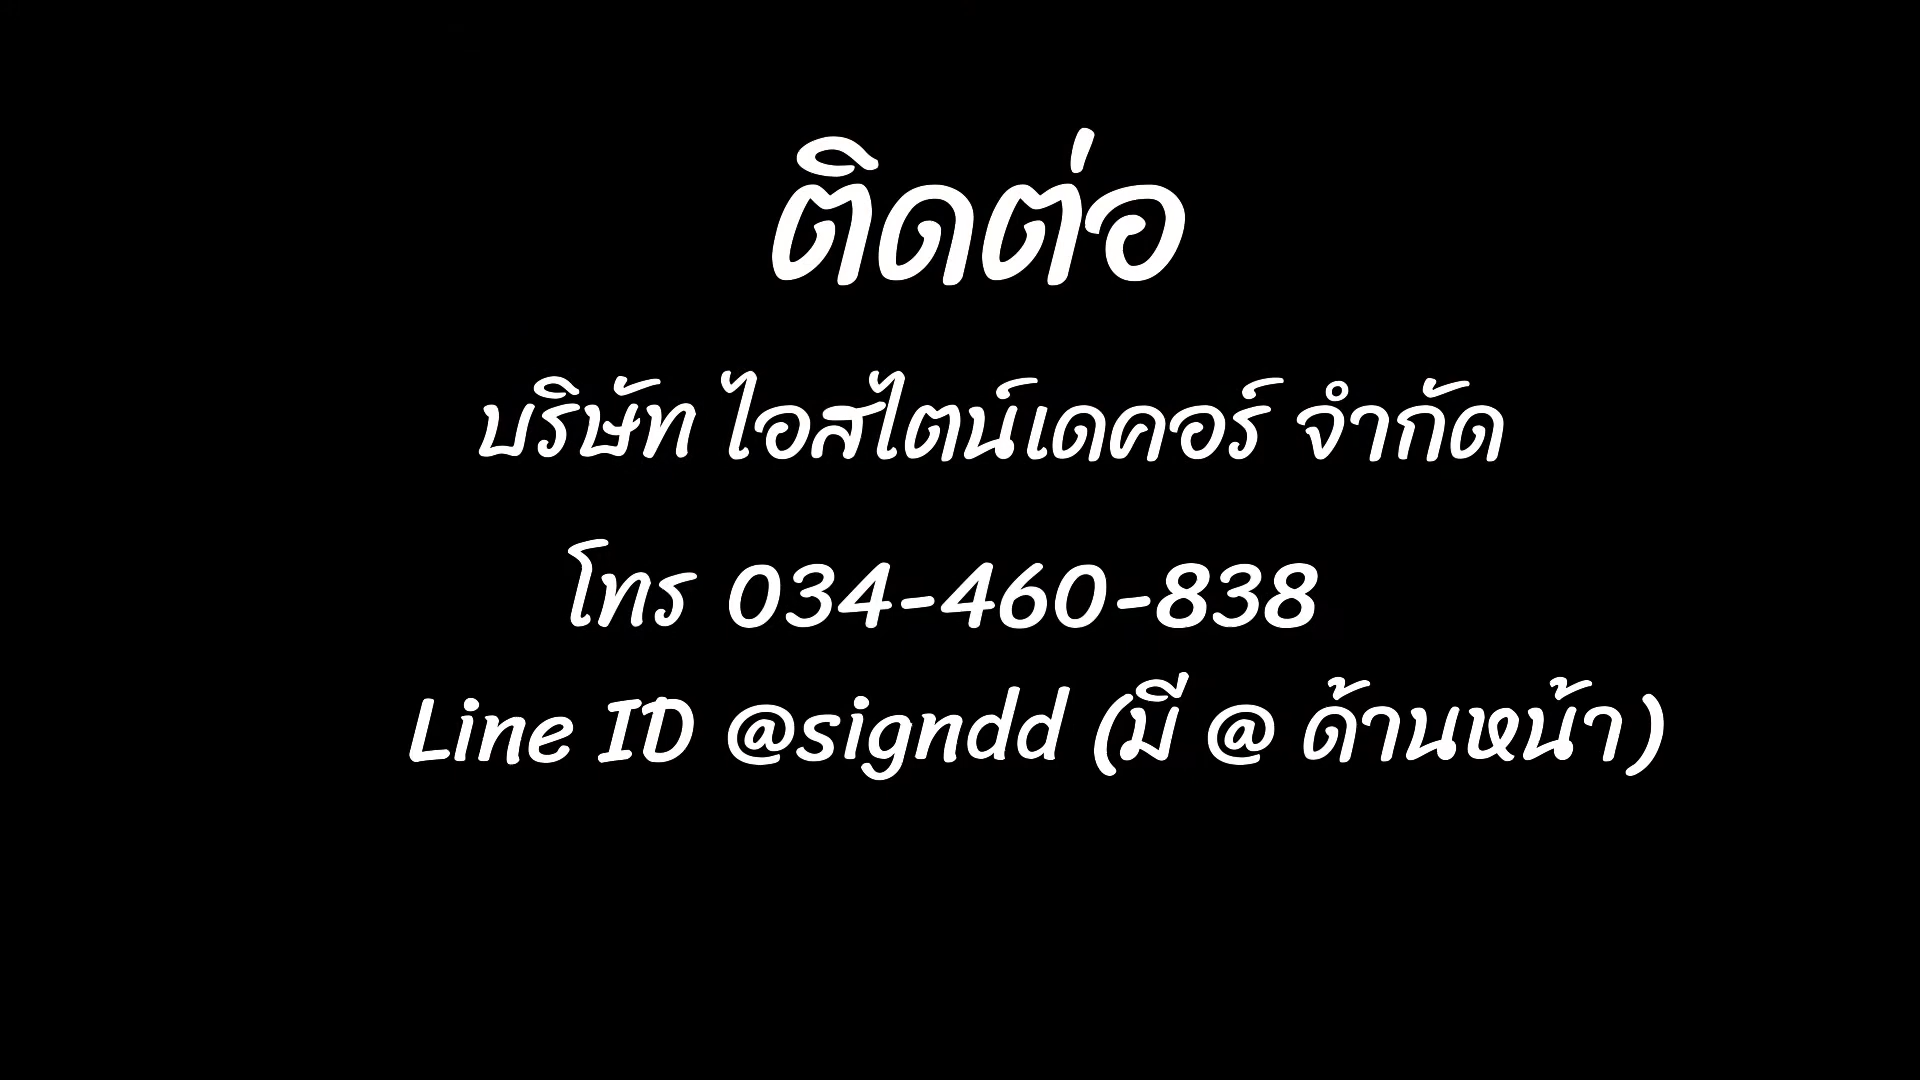 ติดต่อ
บริษัท ไอสไตน์เดคอร์ จำกัด
โทร 034-460-838
Line ID @signdd (มี @ ด้านหน้า)